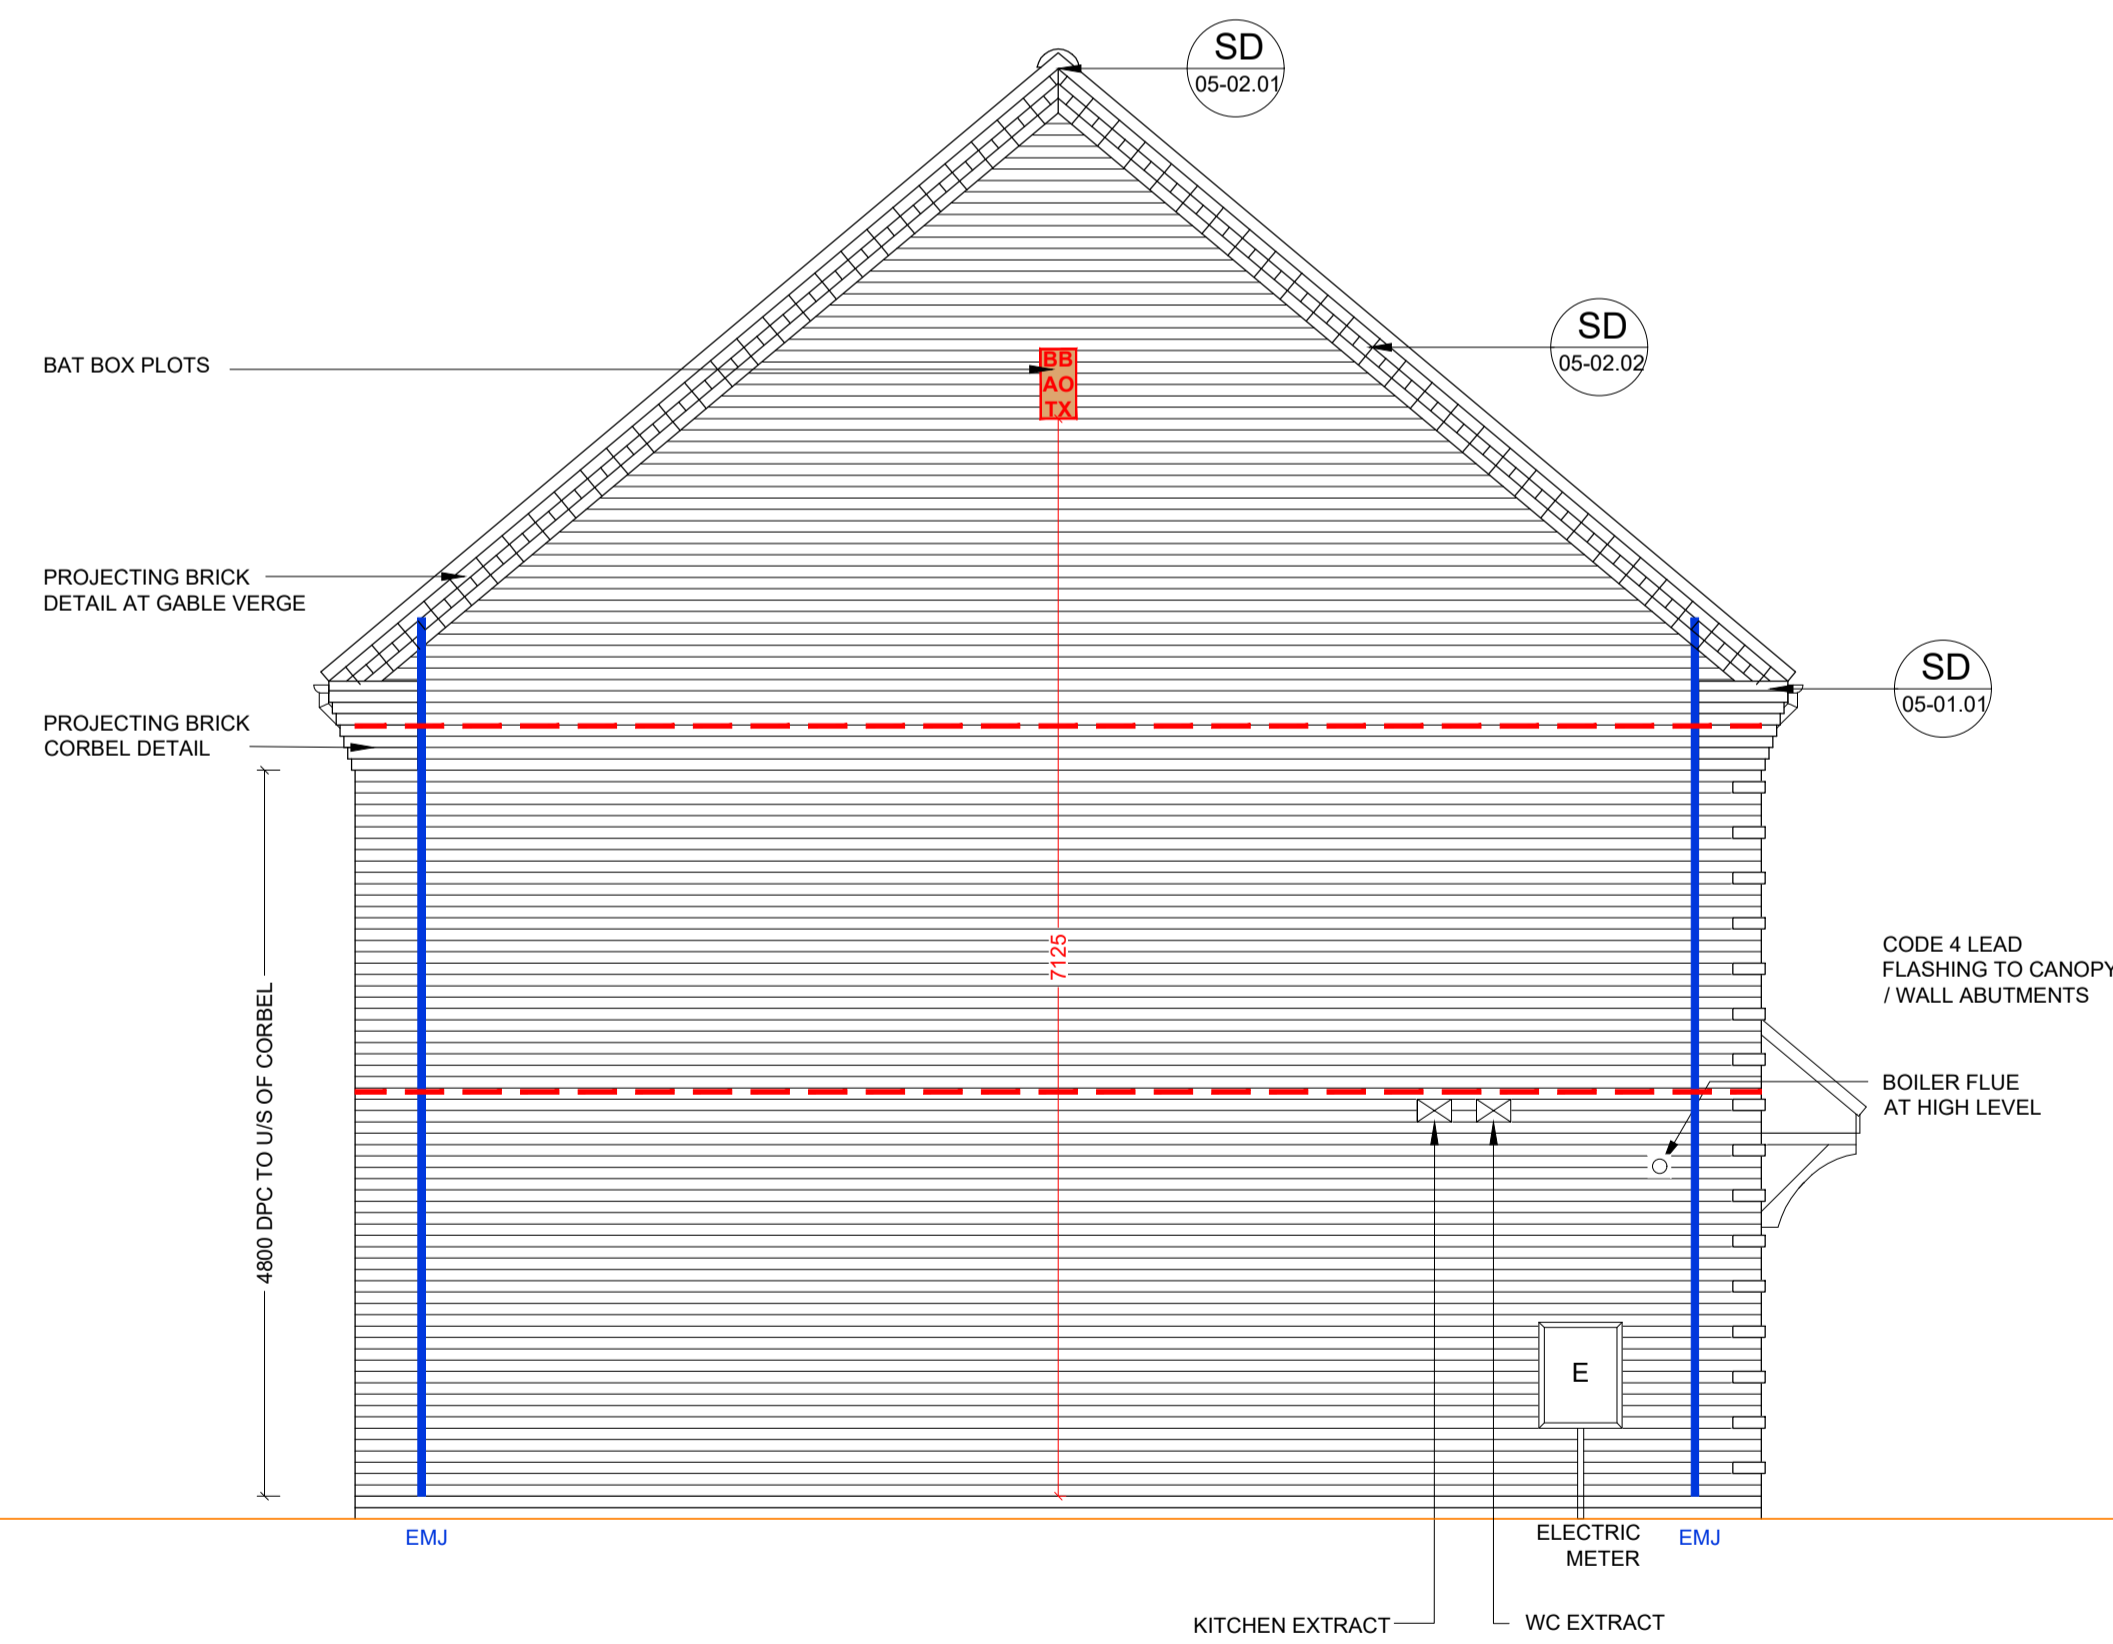 SD
05-02.01
SD
05-02.02
BAT BOX PLOTS
BB
AO
TX
PROJECTING BRICK
DETAIL AT GABLE VERGE
SD
05-01.01
PROJECTING BRICK
CORBEL DETAIL
7125
4800 DPC TO U/S OF CORBEL
CODE 4 LEAD
FLASHING TO CANOPY
/ WALL ABUTMENTS
BOILER FLUE
AT HIGH LEVEL
E
EMJ
ELECTRIC
METER
EMJ
KITCHEN EXTRACT
WC EXTRACT